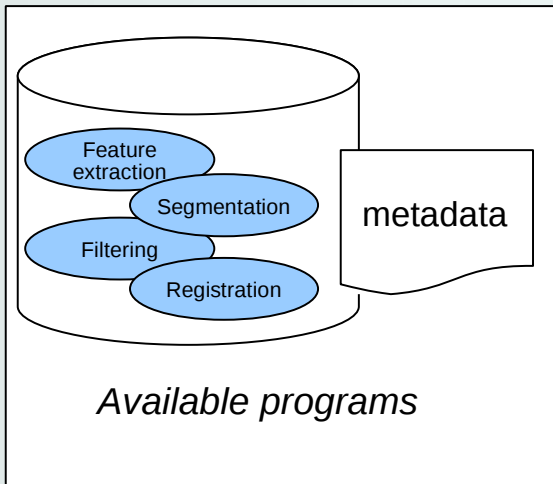 Feature
extraction
Segmentation
metadata
Filtering
Registration
Available programs